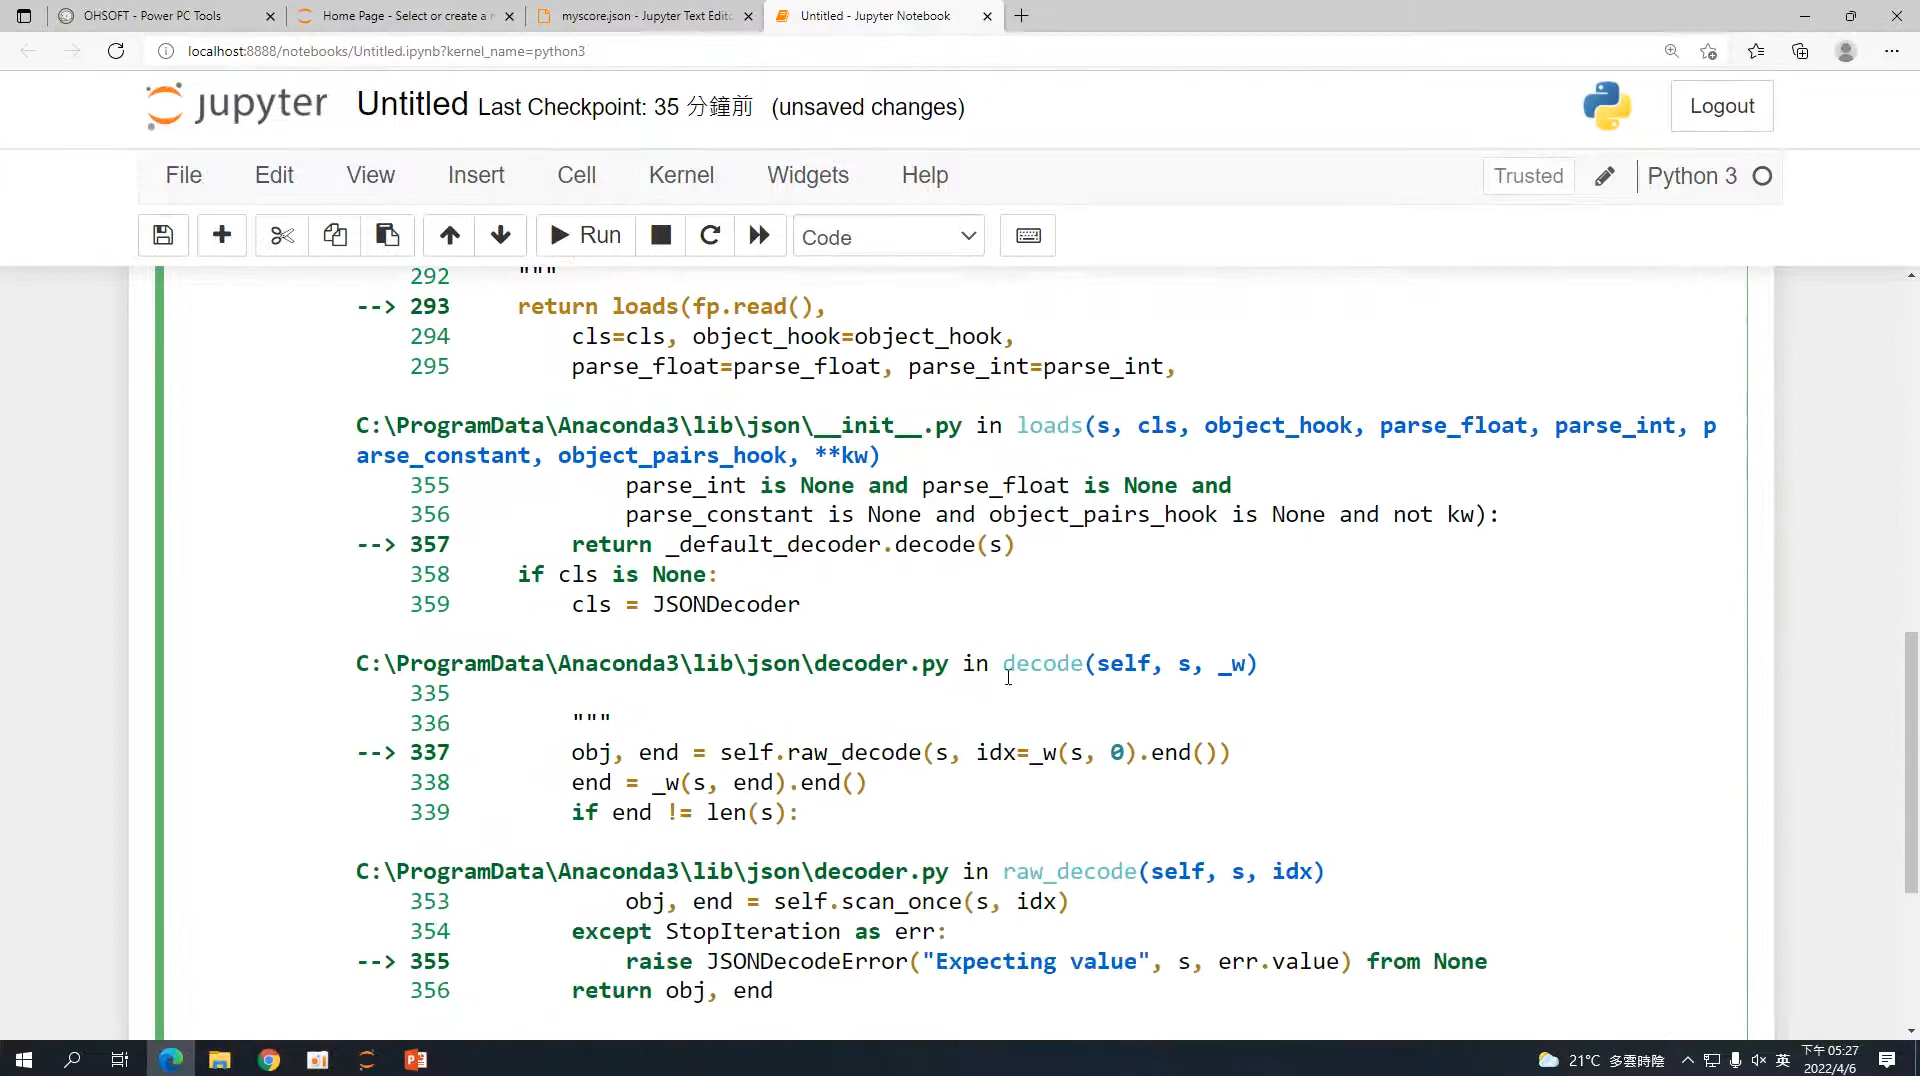 OHSOFT - Power PC Tools
Home Page - Select or create a n
myscore.json - Jupyter Text Edito
Untitled - Jupyter Notebook
localhost:8888/notebooks/Untitled.ipynb?kernel_name=python3
jupyter Untitled Last Checkpoint: 35 分鐘前 (unsaved changes)
Logout
File Edit View Insert Cell Kernel Widgets Help
Trusted
Python 3
Run
Code
292     """
--> 293     return loads(fp.read(),
294         cls=cls, object_hook=object_hook,
295         parse_float=parse_float, parse_int=parse_int,
C:\ProgramData\Anaconda3\lib\json\__init__.py in loads(s, cls, object_hook, parse_float, parse_int, p
arse_constant, object_pairs_hook, **kw)
355             parse_int is None and parse_float is None and
356             parse_constant is None and object_pairs_hook is None and not kw):
--> 357         return _default_decoder.decode(s)
358     if cls is None:
359         cls = JSONDecoder
C:\ProgramData\Anaconda3\lib\json\decoder.py in decode(self, s, _w)
335
336         """
--> 337         obj, end = self.raw_decode(s, idx=_w(s, 0).end())
338         end = _w(s, end).end()
339         if end != len(s):
C:\ProgramData\Anaconda3\lib\json\decoder.py in raw_decode(self, s, idx)
353             obj, end = self.scan_once(s, idx)
354         except StopIteration as err:
--> 355             raise JSONDecodeError("Expecting value", s, err.value) from None
356         return obj, end
21°C 多雲時陰
英
下午 05:27
2022/4/6